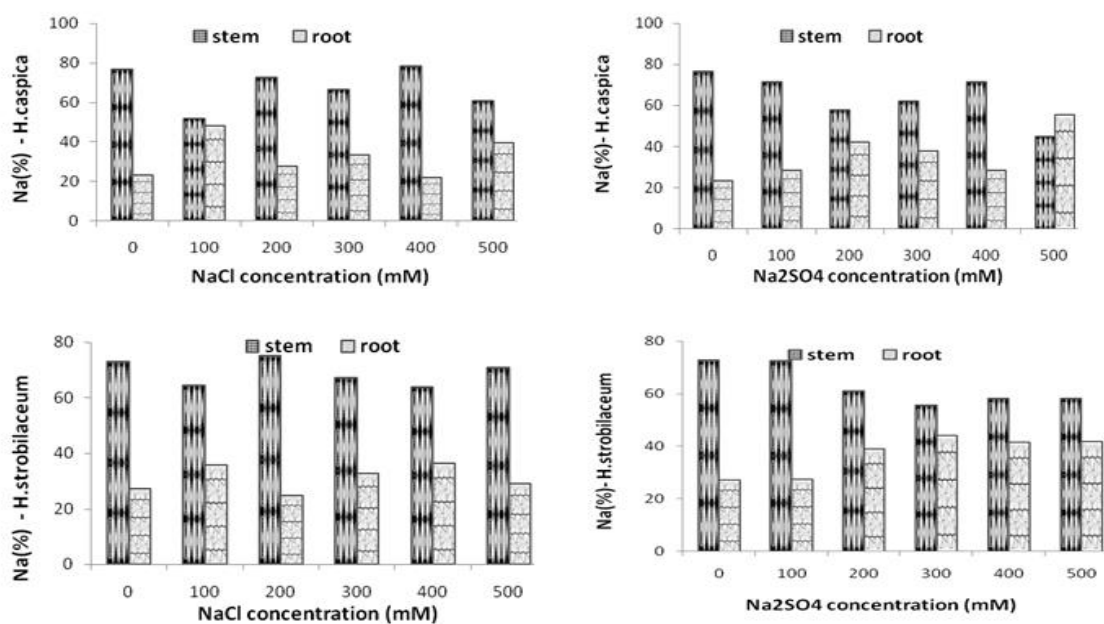 Na(%) - H.caspica
100
80
60
40
20
0
stem root
0 100 200 300 400 500
NaCl concentration (mM)
Na(%)- H.caspica
100
80
60
40
20
0
stem root
0 100 200 300 400 500
Na2SO4 concentration (mM)
Na(%) - H.strobilaceum
80
60
40
20
0
stem root
0 100 200 300 400 500
NaCl concentration (mM)
Na(%)- H.strobilaceum
80
60
40
20
0
stem root
0 100 200 300 400 500
Na2SO4 concentration (mM)